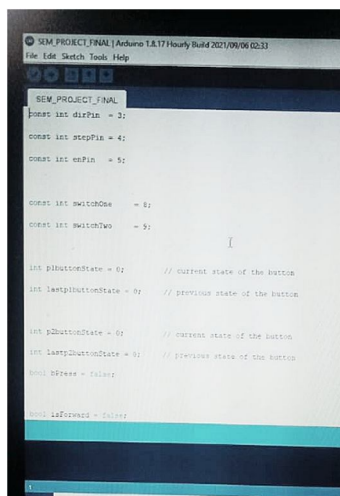 SEM_PROJECT_FINAL | Arduino 1.8.17 Hourly Build 2021/09/06 02:33
File Edit Sketch Tools Help
SEM_PROJECT_FINAL
const int dirPin = 3;
const int stepPin = 4;
const int enPin = 5;
const int switchOne = 8;
const int switchTwo = 5;
int p1buttonState = 0; // current state of the button
int lastp1buttonState = 0; // previous state of the button
int p2buttonState = 0; // current state of the button
int lastp2buttonState = 0; // previous state of the button
bool bPress = false;
bool isForward = false;
1